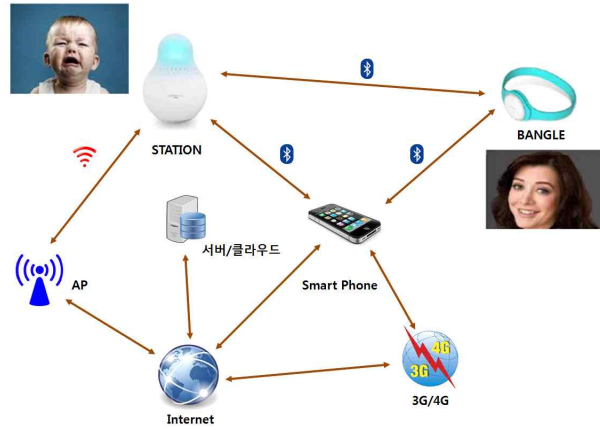 STATION
BANGLE
서버/클라우드
AP
Smart Phone
4G
3G
Internet
3G/4G